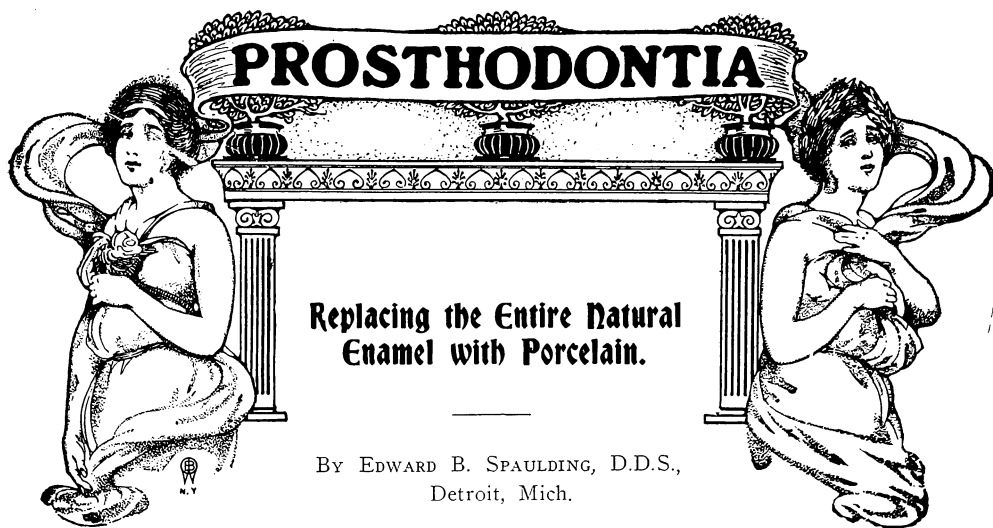 PROSTHODONTIA
Replacing the Entire Natural
Enamel with Porcelain.
By Edward B. Spaulding, D.D.S.,
Detroit, Mich.
N.Y